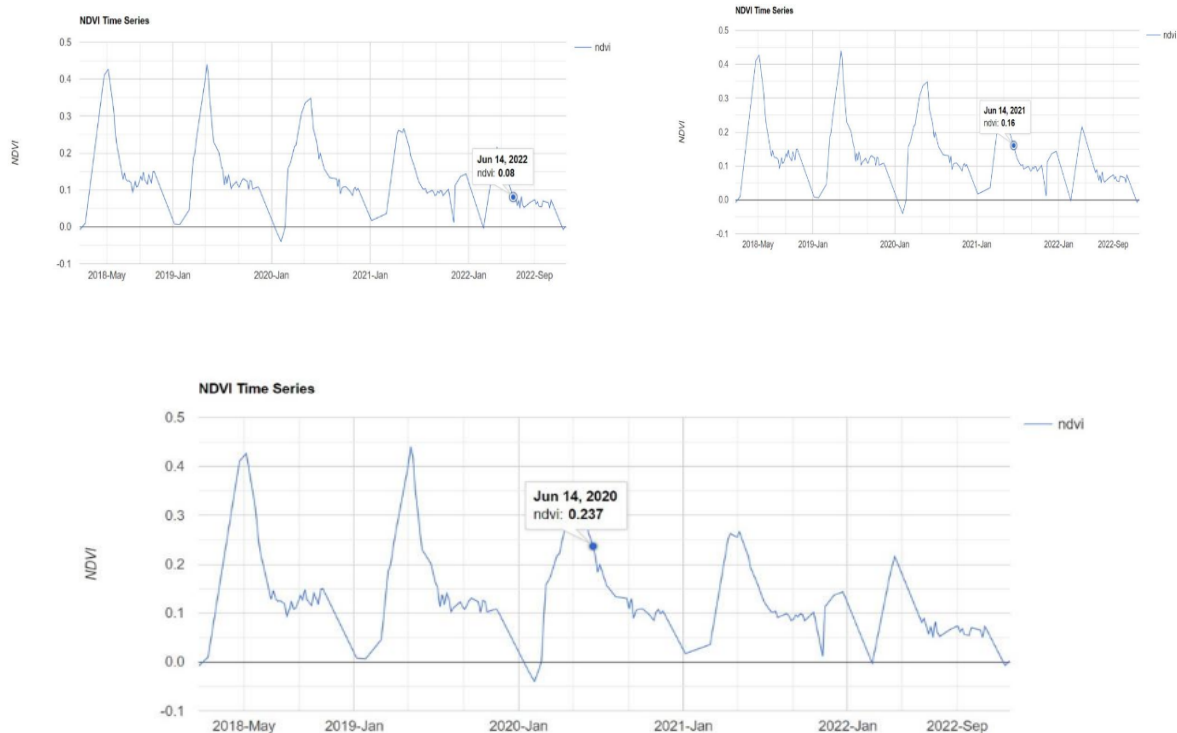 NDVI Time Series
0.5
ndvi
0.4
0.3
0.2
Jun 14, 2022
ndvi: 0.08
0.1
0.0
-0.1
NDVI
2018-May 2019-Jan 2020-Jan 2021-Jan 2022-Jan 2022-Sep
NDVI Time Series
0.5
ndvi
0.4
0.3
Jun 14, 2021
ndvi: 0.16
0.2
0.1
0.0
-0.1
NDVI
2018-May 2019-Jan 2020-Jan 2021-Jan 2022-Jan 2022-Sep
NDVI Time Series
0.5
ndvi
0.4
Jun 14, 2020
ndvi: 0.237
0.3
0.2
0.1
0.0
-0.1
NDVI
2018-May 2019-Jan 2020-Jan 2021-Jan 2022-Jan 2022-Sep